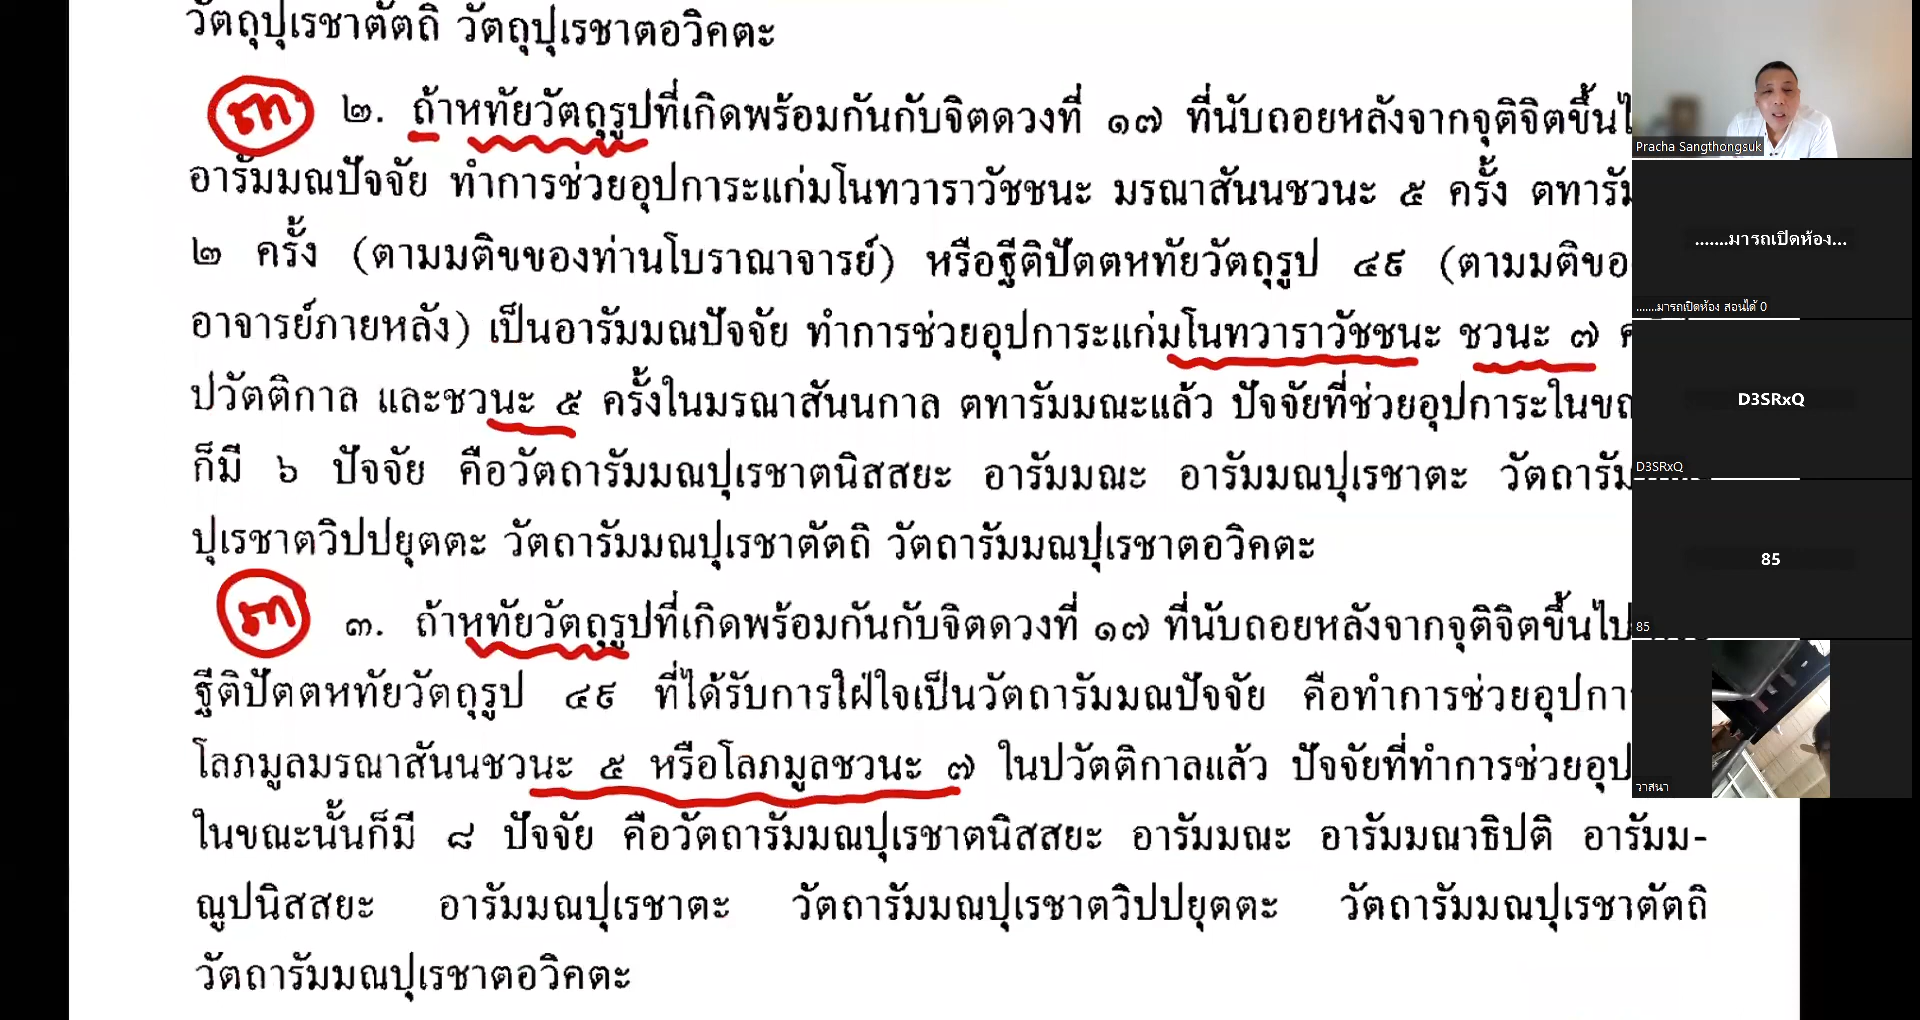 วัตถุปุเรชาตัตถิ วัตถุปุเรชาตอวิคตะ
๒. ถ้าหทัยวัตถุรูปที่เกิดพร้อมกันกับจิตดวงที่ ๑๗ ที่นับถอยหลังจากจุติจิตขึ้น
อารัมมณปัจจัย ทำการช่วยอุปการะแก่มโนทวาราวัชชนะ มรณาสันนชวนะ ๕ ครั้ง
๒ ครั้ง (ตามมติขของท่านโบราณาจารย์) หรือฐีติปัตตหทัยวัตถุรูป ๔๙
อาจารย์ภายหลัง) เป็นอารัมมณปัจจัย ทำการช่วยอุปการะแก่มโนทวาราวัชชนะ ชวนะ ๗
ปวัตติกาล และชวนะ ๕ ครั้งในมรณาสันนกาล ตทารัมมณะแล้ว ปัจจัยที่ช่วยอุปการะ
ก็มี ๖ ปัจจัย คือวัตถารัมมณปุเรชาตนิสสยะ อารัมมณะ อารัมมณปุเรชาตะ
ปุเรชาตวิปปยุตตะ วัตถารัมมณปุเรชาตัตถิ วัตถารัมมณปุเรชาตอวิคตะ
๓. ถ้าหทัยวัตถุรูปที่เกิดพร้อมกันกับจิตดวงที่ ๑๗ ที่นับถอยหลังจากจุติจิตขึ้นไป
ฐีติปัตตหทัยวัตถุรูป ๔๙ ที่ได้รับการใฝ่ใจเป็นวัตถารัมมณปัจจัย
โลภมูลมรณาสันนชวนะ ๕ หรือโลภมูลชวนะ ๗ ในปวัตติกาลแล้ว
ในขณะนั้นก็มี ๘ ปัจจัย คือวัตถารัมมณปุเรชาตนิสสยะ อารัมมณะ อารัมมณาธิปติ อารัมม-
ณูปนิสสยะ อารัมมณปุเรชาตะ วัตถารัมมณปุเรชาตวิปปยุตตะ วัตถารัมมณปุเรชาตัตถิ
วัตถารัมมณปุเรชาตอวิคตะ
Pracha Sangthongsuk
.......มารถเปิดห้อง...
.......มารถเปิดห้อง สอนได้ 0
D3SRxQ
D3SRxQ
85
85
วาสนา